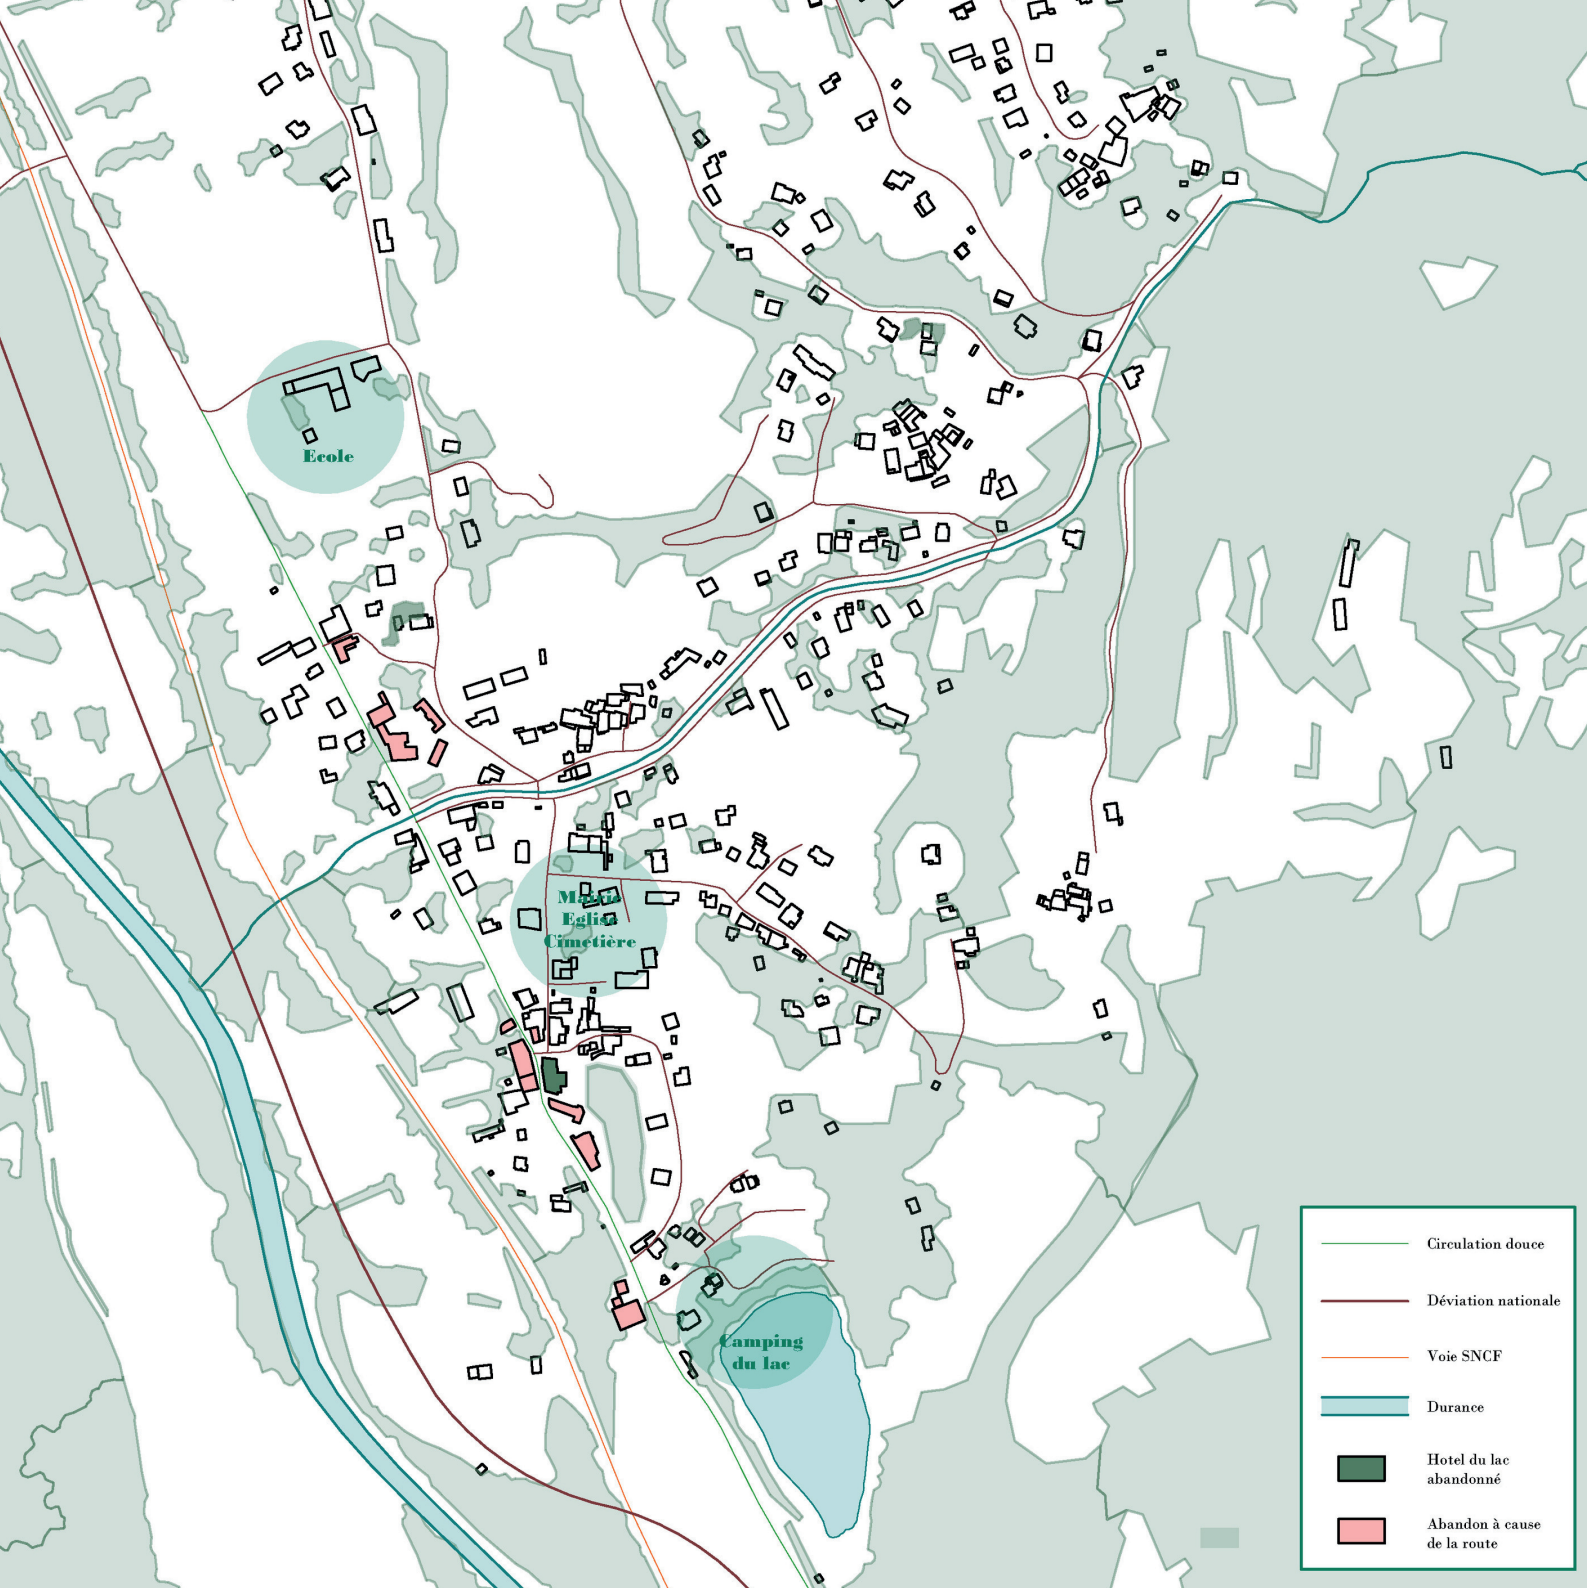 Ecole
Mairie
Eglise
Cimetière
Camping
du lac
Circulation douce
Déviation nationale
Voie SNCF
Durance
Hotel du lac
abandonné
Abandon à cause
de la route